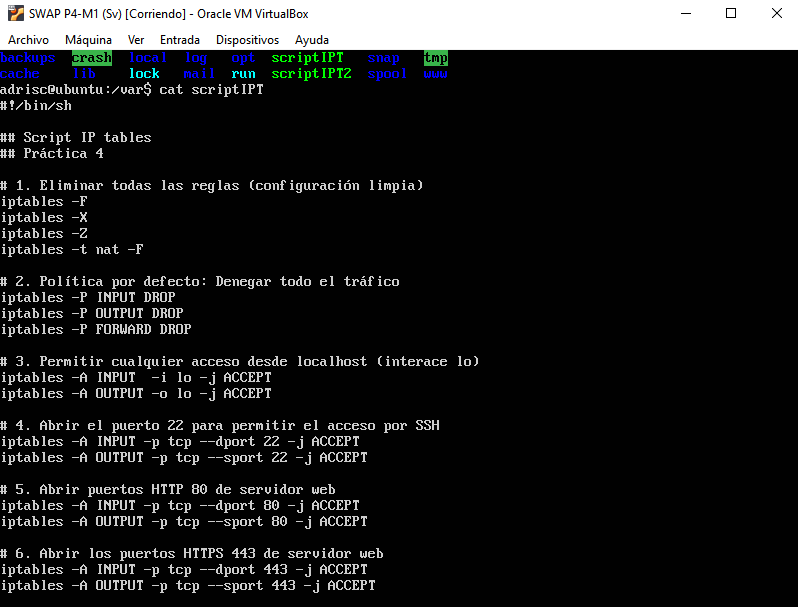 SWAP P4-M1 (Sv) [Corriendo] - Oracle VM VirtualBox
Archivo Máquina Ver Entrada Dispositivos Ayuda
backups crash local log opt scriptIPT snap tmp
cache lib lock mail run scriptIPT2 spool www
adrisc@ubuntu:/var$ cat scriptIPT
#!/bin/sh
## Script IP tables
## Práctica 4
# 1. Eliminar todas las reglas (configuración limpia)
iptables -F
iptables -X
iptables -Z
iptables -t nat -F
# 2. Política por defecto: Denegar todo el tráfico
iptables -P INPUT DROP
iptables -P OUTPUT DROP
iptables -P FORWARD DROP
# 3. Permitir cualquier acceso desde localhost (interace lo)
iptables -A INPUT  -i lo -j ACCEPT
iptables -A OUTPUT -o lo -j ACCEPT
# 4. Abrir el puerto 22 para permitir el acceso por SSH
iptables -A INPUT -p tcp --dport 22 -j ACCEPT
iptables -A OUTPUT -p tcp --sport 22 -j ACCEPT
# 5. Abrir puertos HTTP 80 de servidor web
iptables -A INPUT -p tcp --dport 80 -j ACCEPT
iptables -A OUTPUT -p tcp --sport 80 -j ACCEPT
# 6. Abrir los puertos HTTPS 443 de servidor web
iptables -A INPUT -p tcp --dport 443 -j ACCEPT
iptables -A OUTPUT -p tcp --sport 443 -j ACCEPT